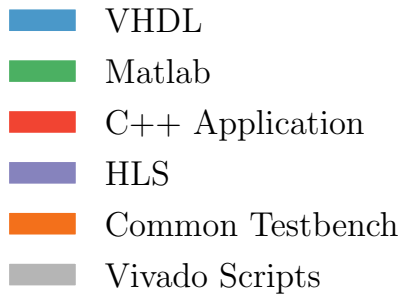 VHDL
Matlab
C++ Application
HLS
Common Testbench
Vivado Scripts